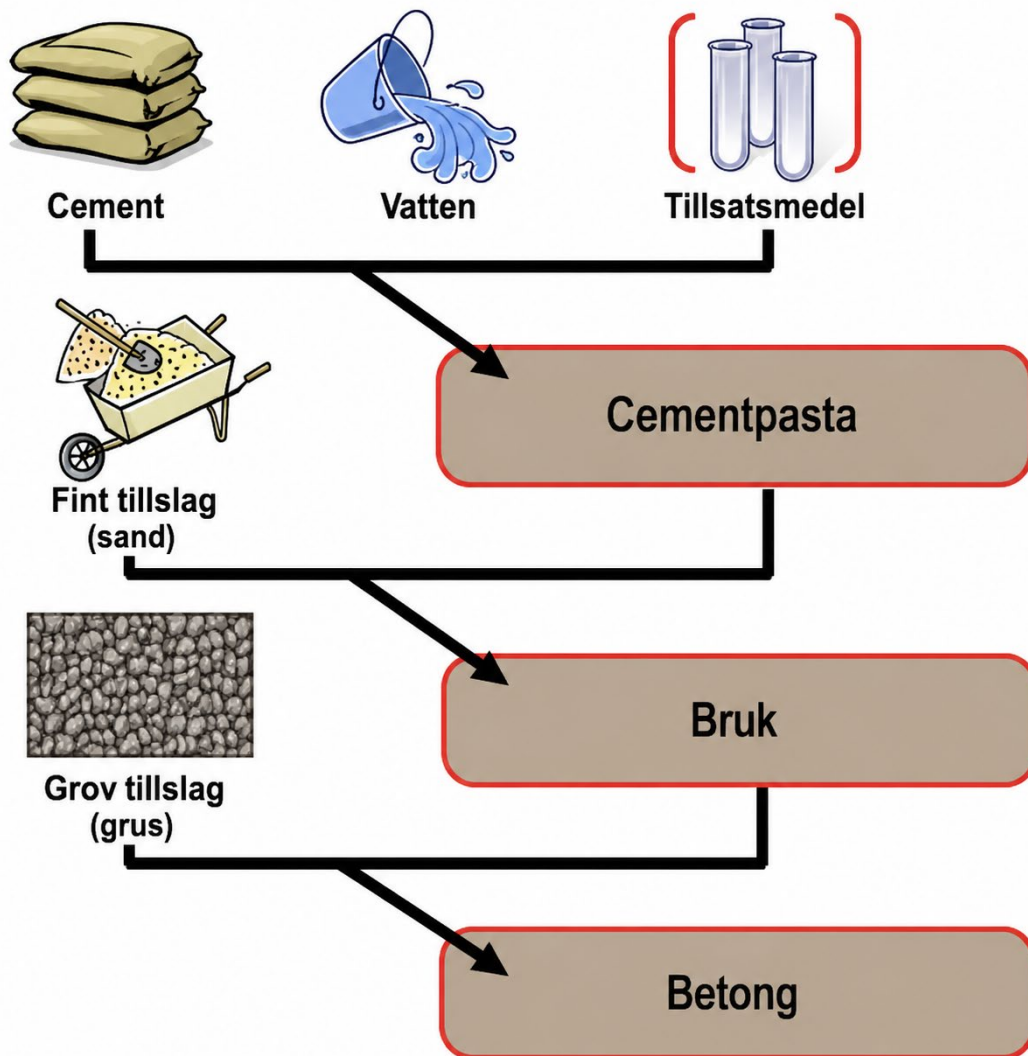 Cement
Vatten
Tillsatsmedel
Cementpasta
Fint tillslag
(sand)
Bruk
Grov tillslag
(grus)
Betong